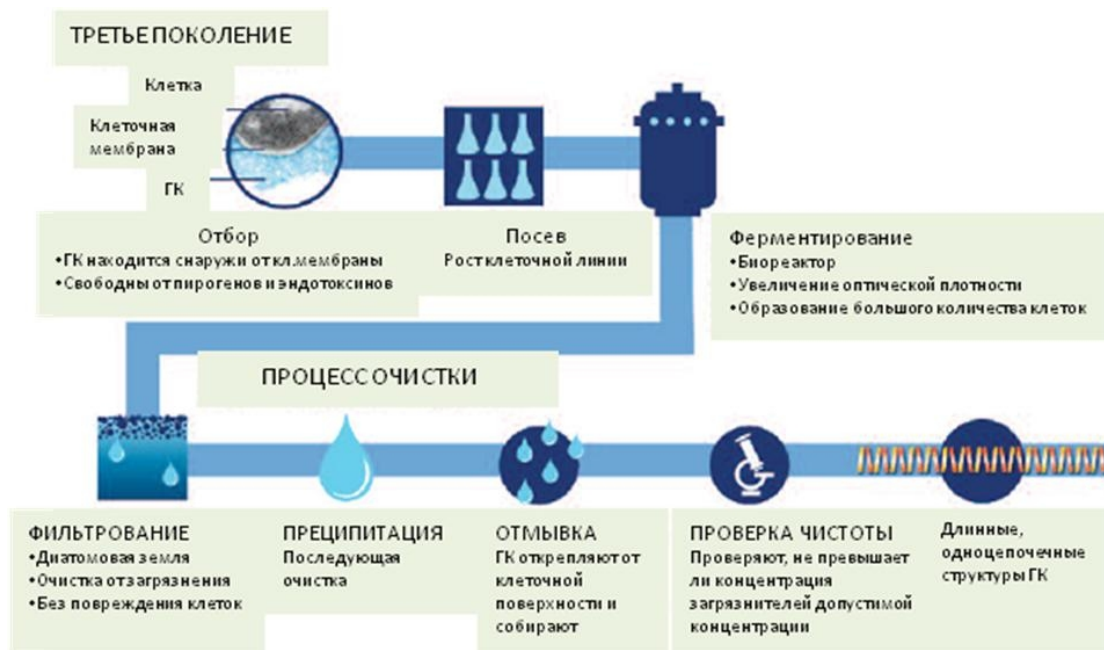 ТРЕТЬЕ ПОКОЛЕНИЕ
Клетка
Клеточная
мембрана
ГК
Отбор
•ГК находится снаружи от кл.мембраны
•Свободны от пирогенов и эндотоксинов
Посев
Рост клеточной линии
Ферментирование
•Биореактор
•Увеличение оптической плотности
•Образование большого количества клеток
ПРОЦЕСС ОЧИСТКИ
ФИЛЬТРОВАНИЕ
•Диатомовая земля
•Очистка от загрязнения
•Без повреждения клеток
ПРЕЦИПИТАЦИЯ
Последующая
очистка
ОТМЫВКА
ГК открепляют от
клеточной
поверхности и
собирают
ПРОВЕРКА ЧИСТОТЫ
Проверяют, не превышает
ли концентрация
загрязнителей допустимой
концентрации
Длинные,
одноцепочечные
структуры ГК